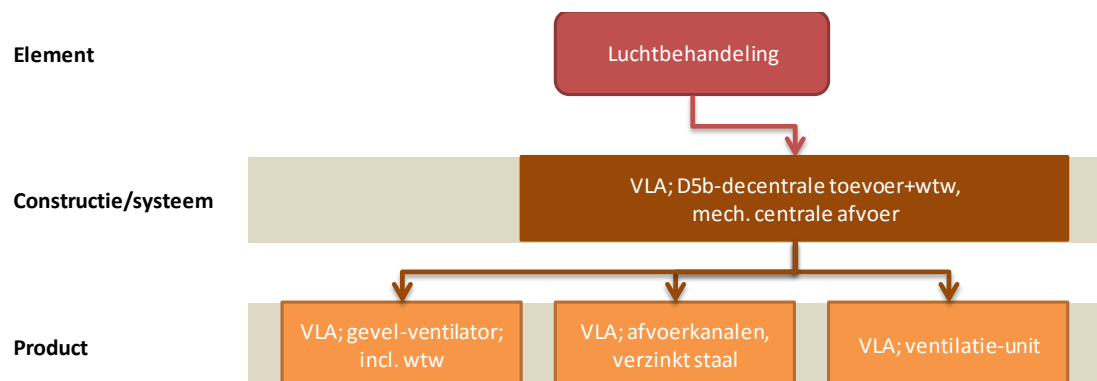 Element
Luchtbehandeling
Constructie/systeem
VLA; D5b-decentrale toevoer+wtw,
mech. centrale afvoer
Product
VLA; gevel-ventilator;
incl. wtw
VLA; afvoerkanalen,
verzinkt staal
VLA; ventilatie-unit